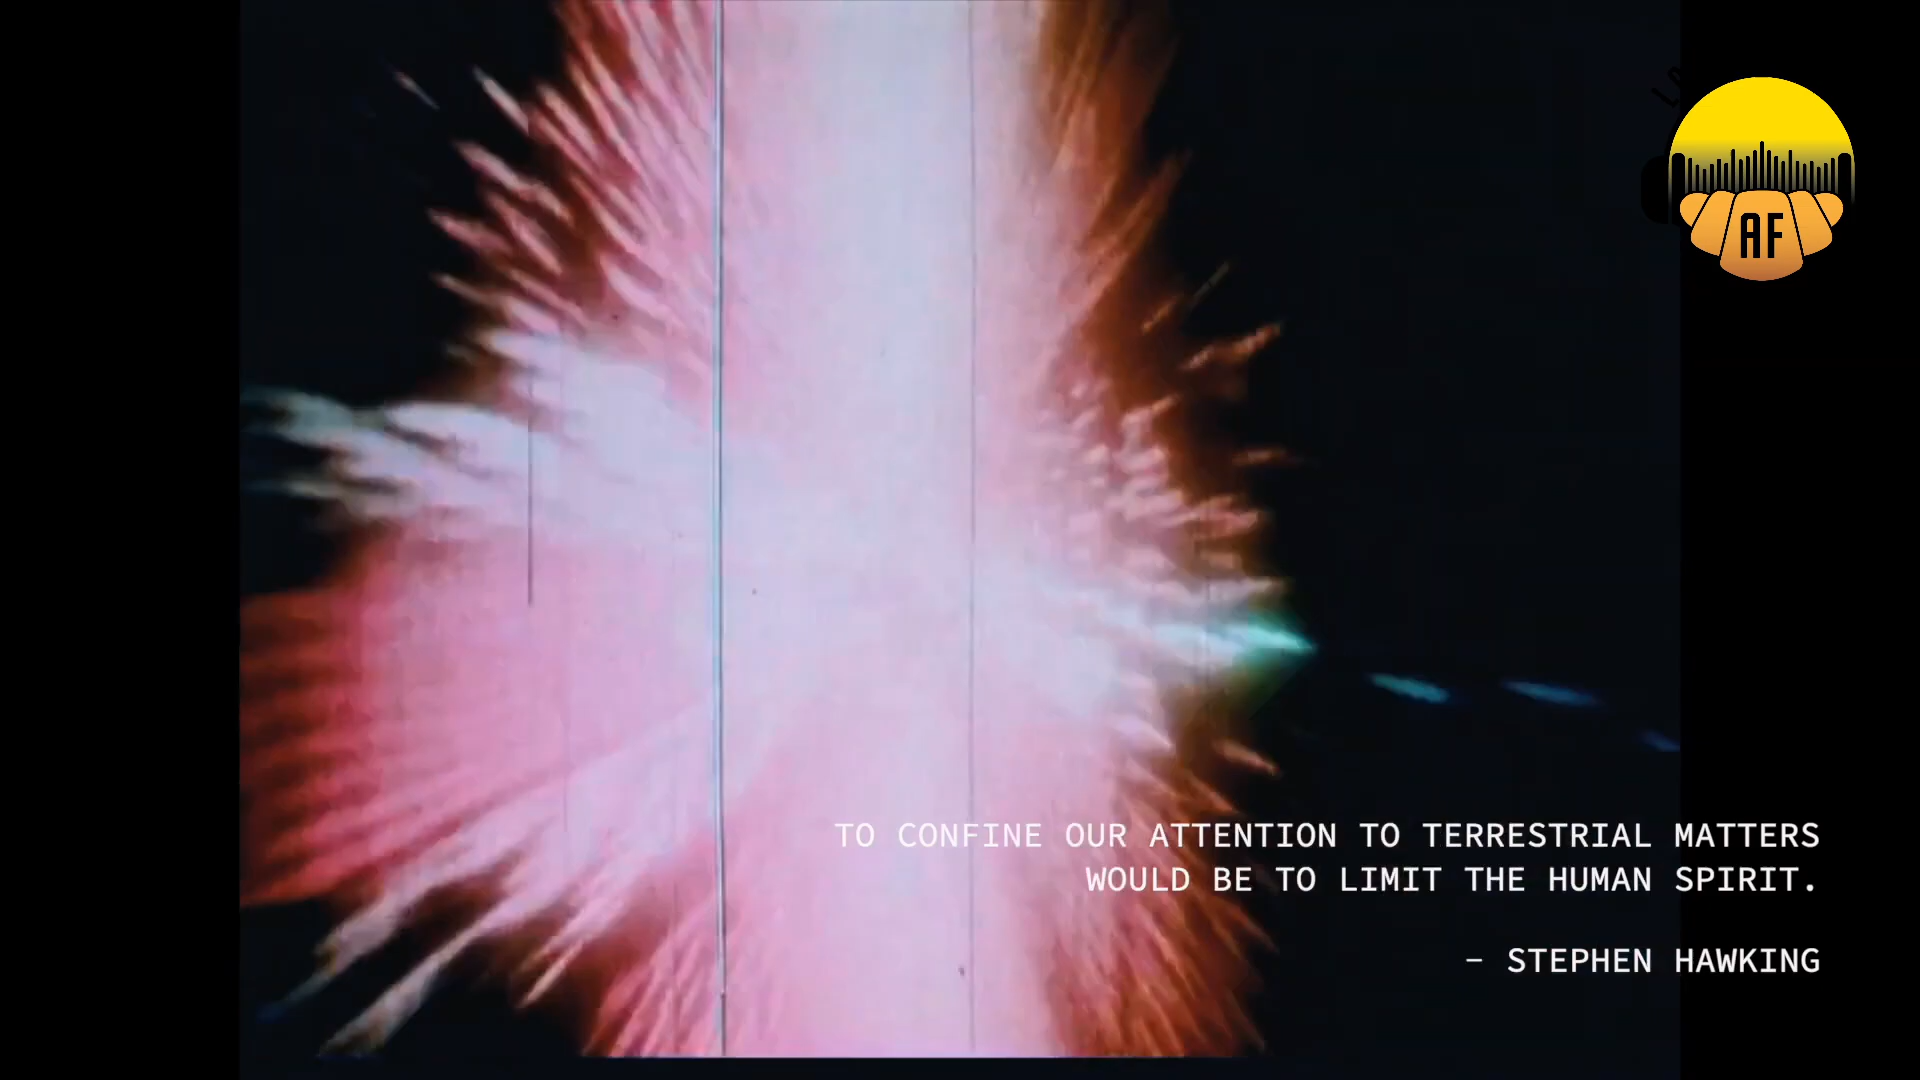 AF
TO CONFINE OUR ATTENTION TO TERRESTRIAL MATTERS
WOULD BE TO LIMIT THE HUMAN SPIRIT.
– STEPHEN HAWKING